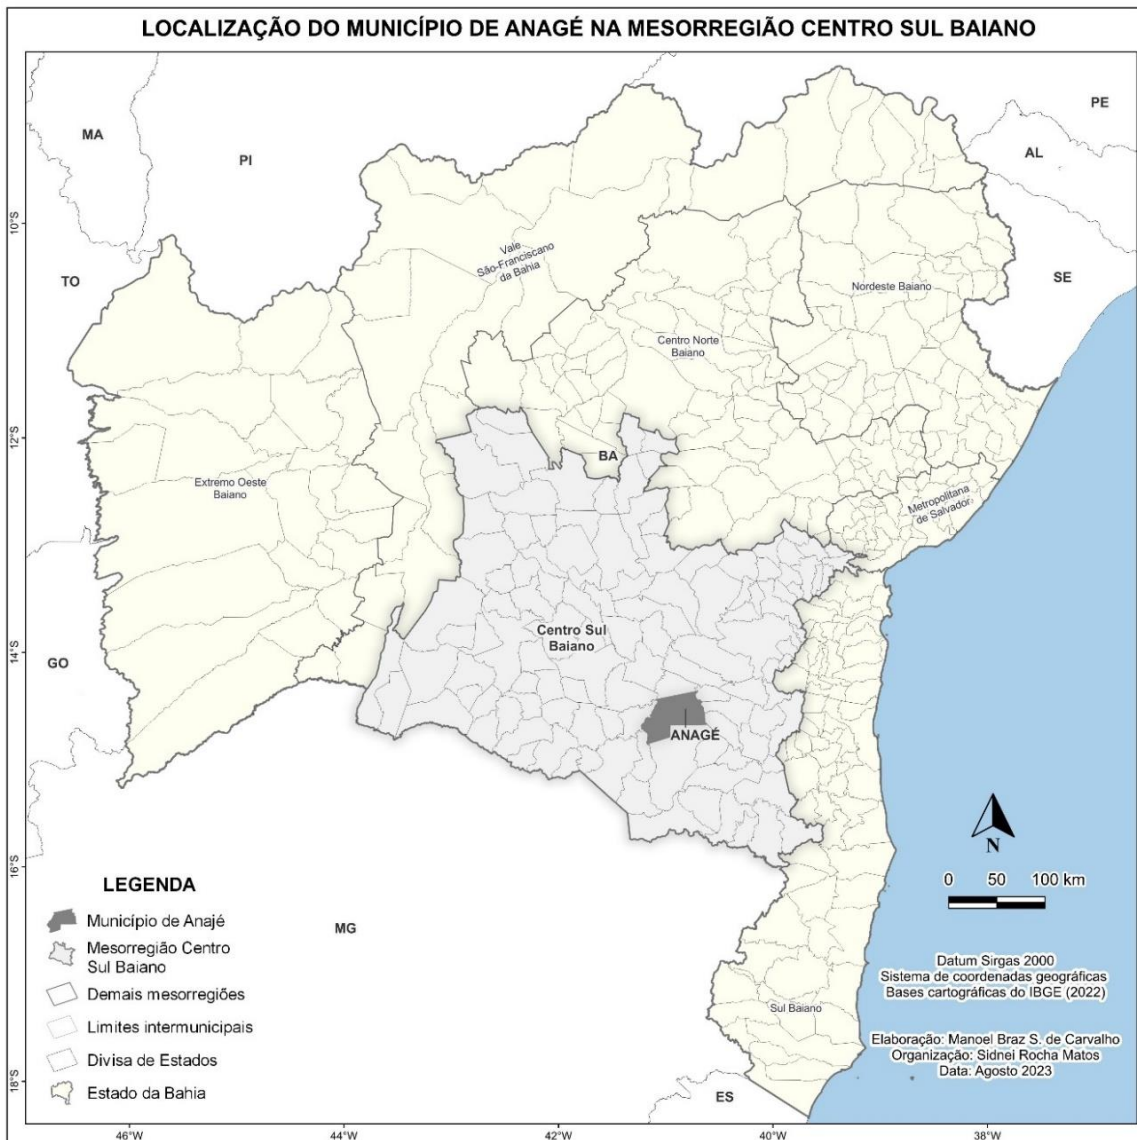 LOCALIZAÇÃO DO MUNICÍPIO DE ANAGÉ NA MESORREGIÃO CENTRO SUL BAIANO
PE
MA
AL
PI
10°S
Vale
São-Franciscano
da Bahia
TO
SE
Nordeste Baiano
Centro Norte
Baiano
12°S
BA
Extremo Oeste
Baiano
Metropolitana
de Salvador
Centro Sul
Baiano
14°S
GO
ANAGÉ
N
16°S
0 50 100 km
LEGENDA
Município de Anajé
Mesorregião Centro
Sul Baiano
Demais mesorregiões
Limites intermunicipais
Divisa de Estados
Estado da Bahia
MG
Datum Sirgas 2000
Sistema de coordenadas geográficas
Bases cartográficas do IBGE (2022)
Sul Baiano
Elaboração: Manoel Braz S. de Carvalho
Organização: Sidnei Rocha Matos
Data: Agosto 2023
18°S
ES
46°W 44°W 42°W 40°W 38°W